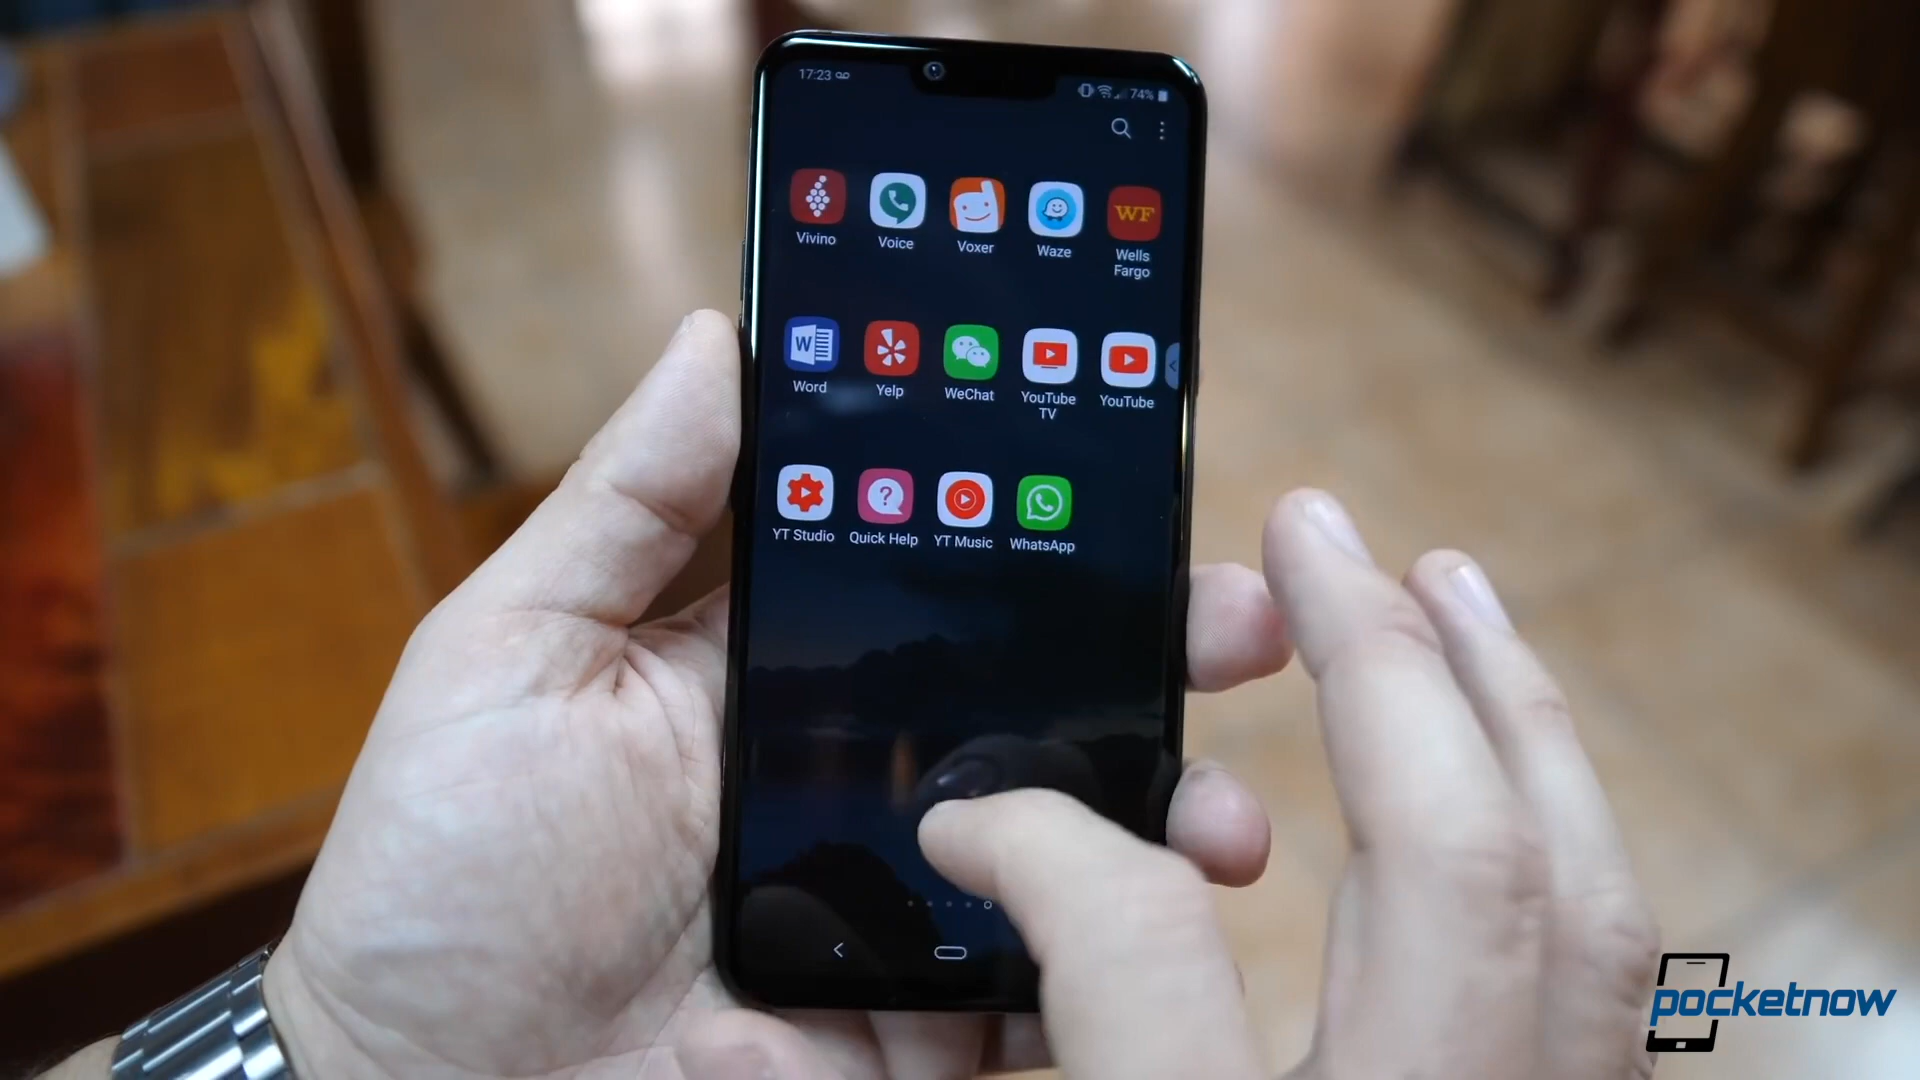 17:23
74%
Vivino
Voice
Voxer
Waze
WF
Wells
Fargo
W
Word
Yelp
WeChat
YouTube
TV
YouTube
?
YT Studio
Quick Help
YT Music
WhatsApp
pocketnow